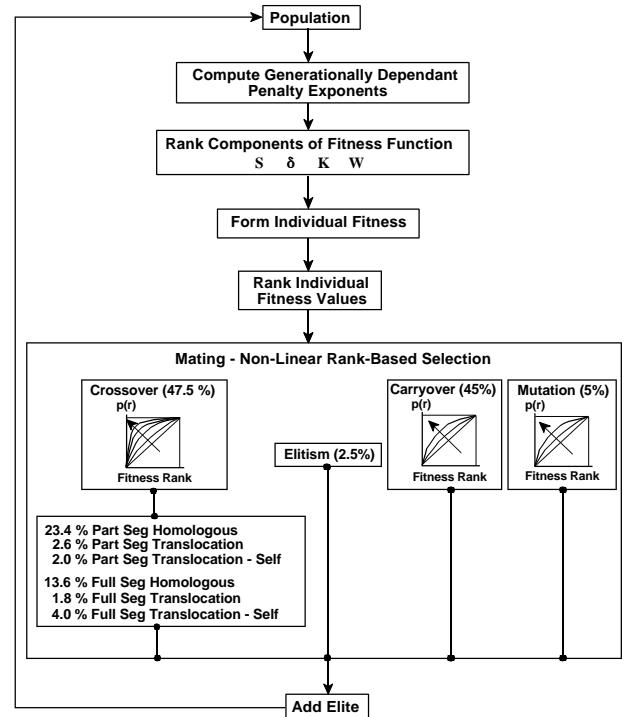 Population
Compute Generationally Dependant
Penalty Exponents
Rank Components of Fitness Function
S δ K W
Form Individual Fitness
Rank Individual
Fitness Values
Mating - Non-Linear Rank-Based Selection
Crossover (47.5 %)
p(r)
Fitness Rank
Elitism (2.5%)
Carryover (45%)
p(r)
Fitness Rank
Mutation (5%)
p(r)
Fitness Rank
23.4 % Part Seg Homologous
2.6 % Part Seg Translocation
2.0 % Part Seg Translocation - Self
13.6 % Full Seg Homologous
1.8 % Full Seg Translocation
4.0 % Full Seg Translocation - Self
Add Elite